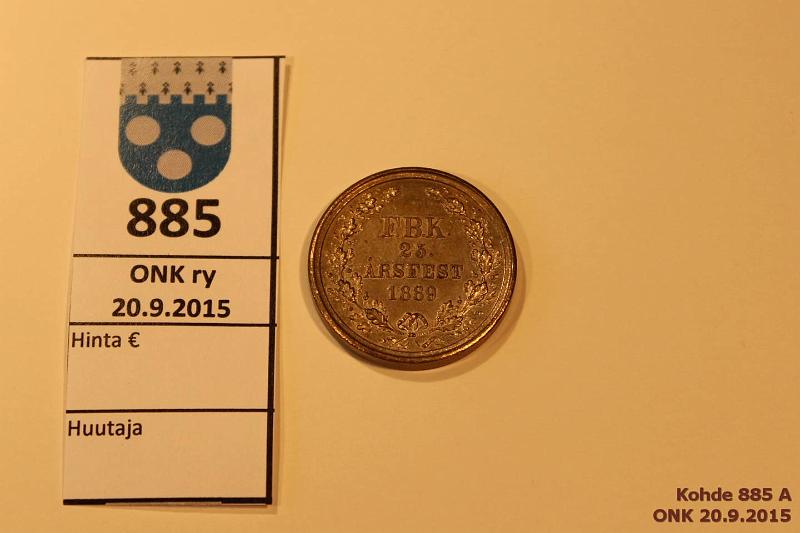 885
ONK ry
20.9.2015
Hinta €
Huutaja
FBK.
25.
ÅRSFEST
1889
Kohde 885 A
ONK 20.9.2015